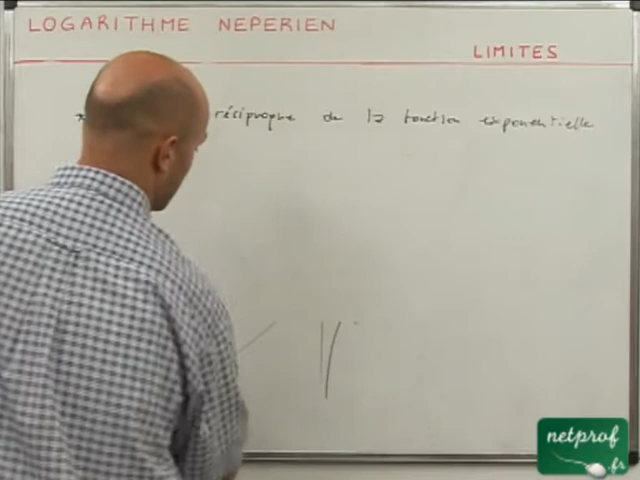 LOGARITHME NEPERIEN
LIMITES
réciproque de la fonction exponentielle
netprof
.fr